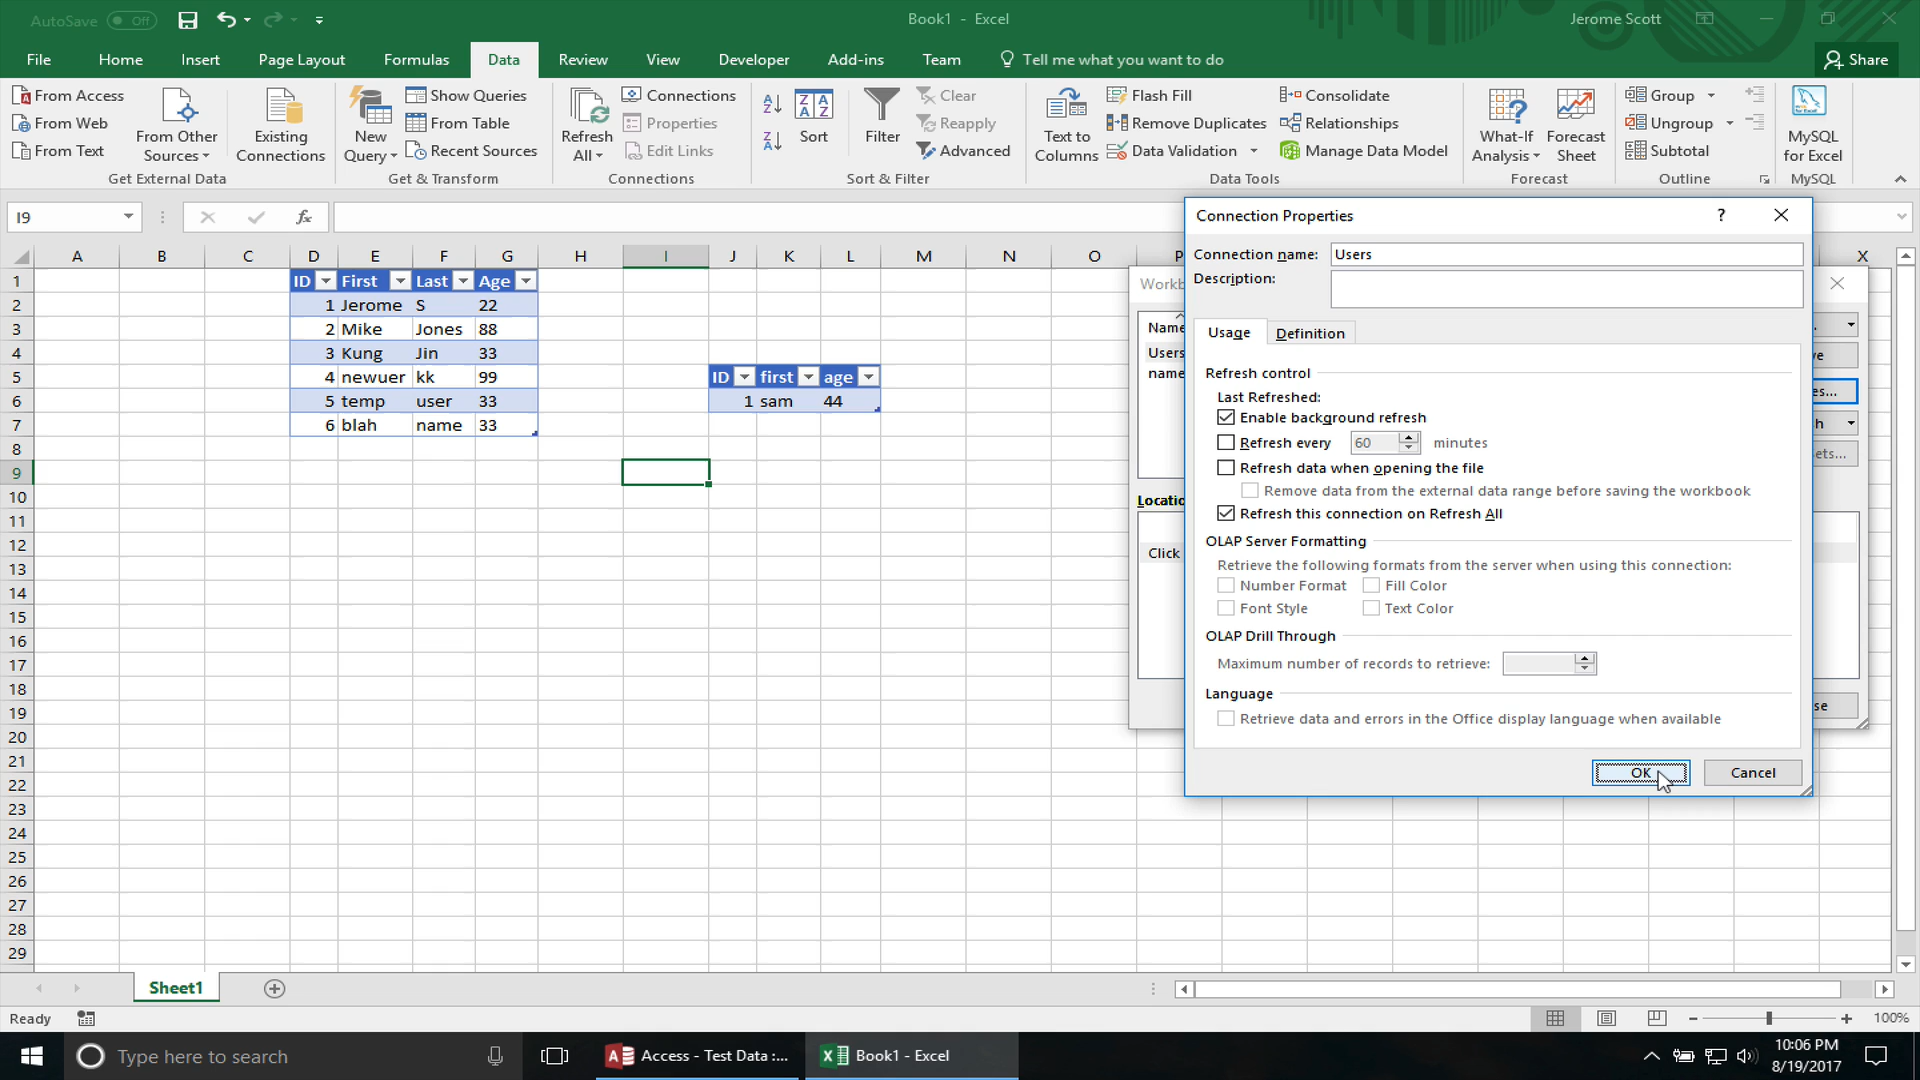 AutoSave Off
Book1 - Excel
Jerome Scott
File Home Insert Page Layout Formulas Data Review View Developer Add-ins Team Tell me what you want to do Share
From Access
From Web
From Text
From Other Sources
Existing Connections
Get External Data
New Query
Show Queries
From Table
Recent Sources
Get & Transform
Refresh All
Connections
Properties
Edit Links
Connections
Sort
Filter
Clear
Reapply
Advanced
Sort & Filter
Text to Columns
Flash Fill
Remove Duplicates
Data Validation
Consolidate
Relationships
Manage Data Model
Data Tools
What-If Analysis
Forecast Sheet
Forecast
Group
Ungroup
Subtotal
Outline
MySQL for Excel
MySQL
I9
fx
A B C D E F G H I J K L M N O P X
1 ID First Last Age
2 1 Jerome S 22
3 2 Mike Jones 88
4 3 Kung Jin 33
5 4 newuer kk 99 ID first age
6 5 temp user 33 1 sam 44
7 6 blah name 33
8
9
10
11
12
13
14
15
16
17
18
19
20
21
22
23
24
25
26
27
28
29
Workb
Name
Users
name
Locatio
Click
ve
es...
h
ets...
se
Connection Properties
?
Connection name: Users
Description:
Usage Definition
Refresh control
Last Refreshed:
Enable background refresh
Refresh every 60 minutes
Refresh data when opening the file
Remove data from the external data range before saving the workbook
Refresh this connection on Refresh All
OLAP Server Formatting
Retrieve the following formats from the server when using this connection:
Number Format Fill Color
Font Style Text Color
OLAP Drill Through
Maximum number of records to retrieve:
Language
Retrieve data and errors in the Office display language when available
OK Cancel
Sheet1
Ready
100%
Type here to search
Access - Test Data :...
Book1 - Excel
10:06 PM
8/19/2017